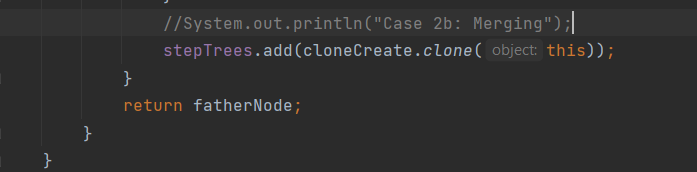 }
//System.out.println("Case 2b: Merging");
stepTrees.add(cloneCreate.clone( object: this));
}
return fatherNode;
}
}